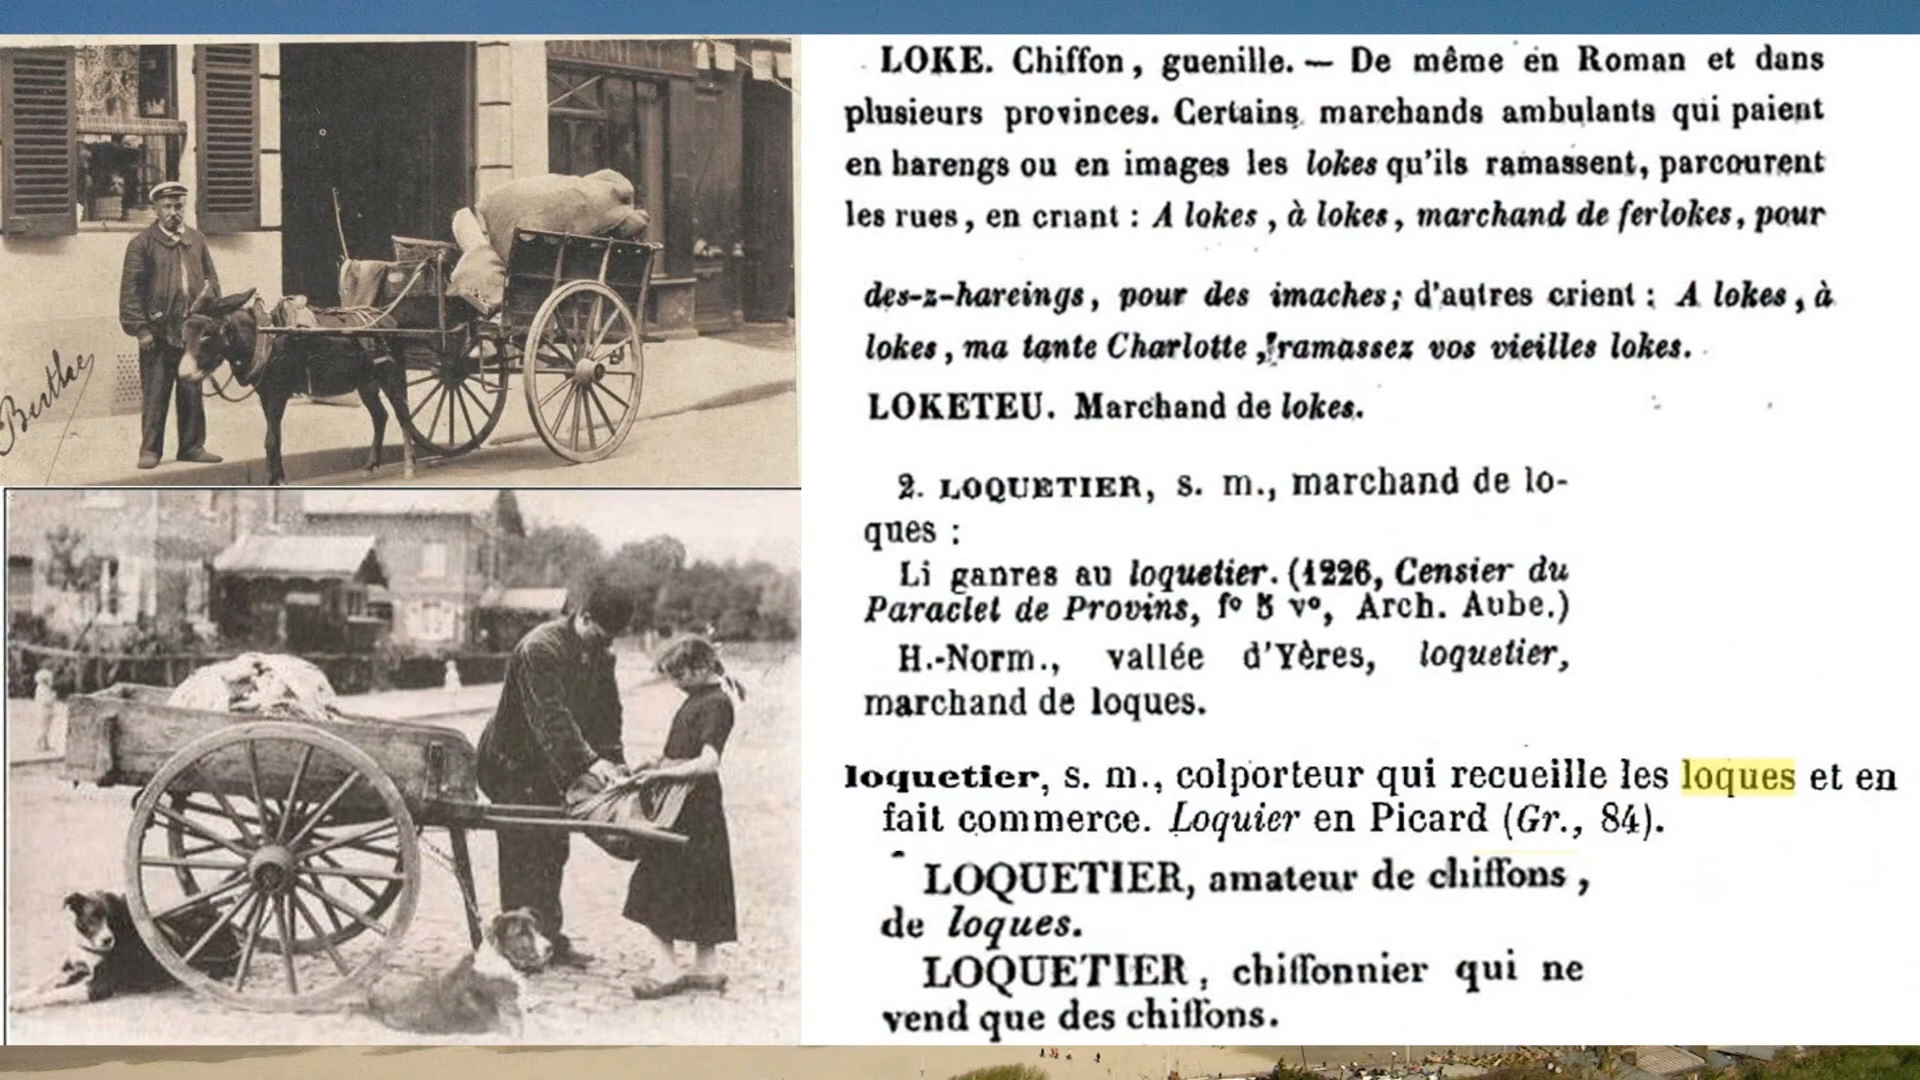 Berthe
LOKE. Chiffon, guenille. — De même en Roman et dans
plusieurs provinces. Certains marchands ambulants qui paient
en harengs ou en images les lokes qu'ils ramassent, parcourent
les rues, en criant : A lokes, à lokes, marchand de ferlokes, pour
des-z-hareings, pour des imaches; d'autres crient : A lokes, à
lokes, ma tante Charlotte, ramassez vos vieilles lokes.
LOKETEU. Marchand de lokes.
2. LOQUETIER, s. m., marchand de lo-
ques :
Li ganres au loquetier. (1226, Censier du
Paraclet de Provins, fº 5 vº, Arch. Aube.)
H.-Norm., vallée d'Yères, loquetier,
marchand de loques.
loquetier, s. m., colporteur qui recueille les loques et en
fait commerce. Loquier en Picard (Gr., 84).
LOQUETIER, amateur de chiffons,
de loques.
LOQUETIER, chiffonnier qui ne
vend que des chiffons.